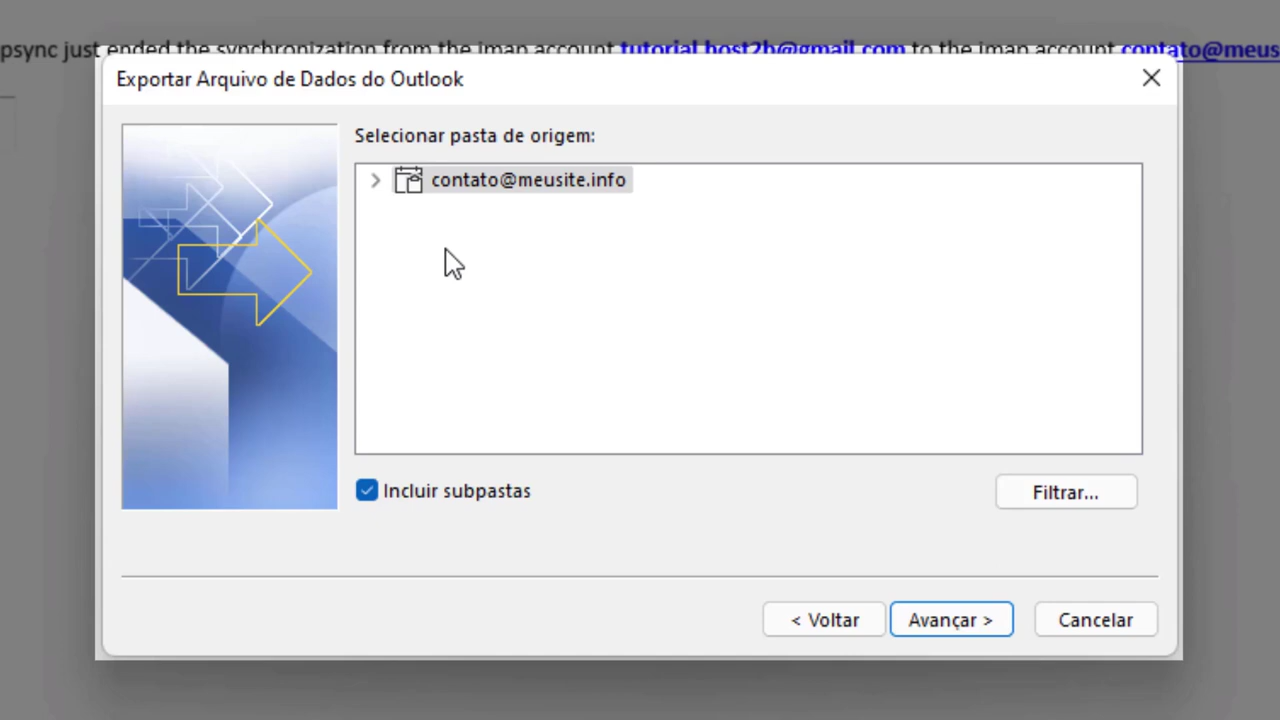 psync just ended the synchronization from the imap account tutorial.host2b@gmail.com to the imap account contato@meus
Exportar Arquivo de Dados do Outlook
Selecionar pasta de origem:
contato@meusite.info
Incluir subpastas
Filtrar...
< Voltar
Avançar >
Cancelar